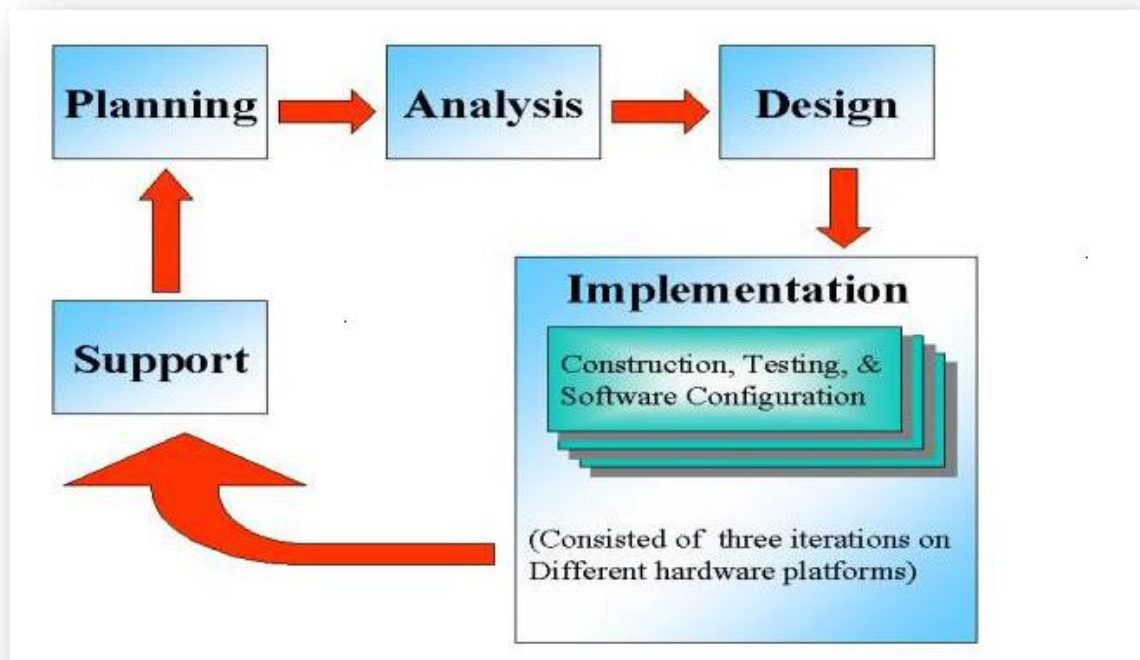 Planning
Analysis
Design
Implementation
Construction, Testing, &
Software Configuration
(Consisted of three iterations on
Different hardware platforms)
Support